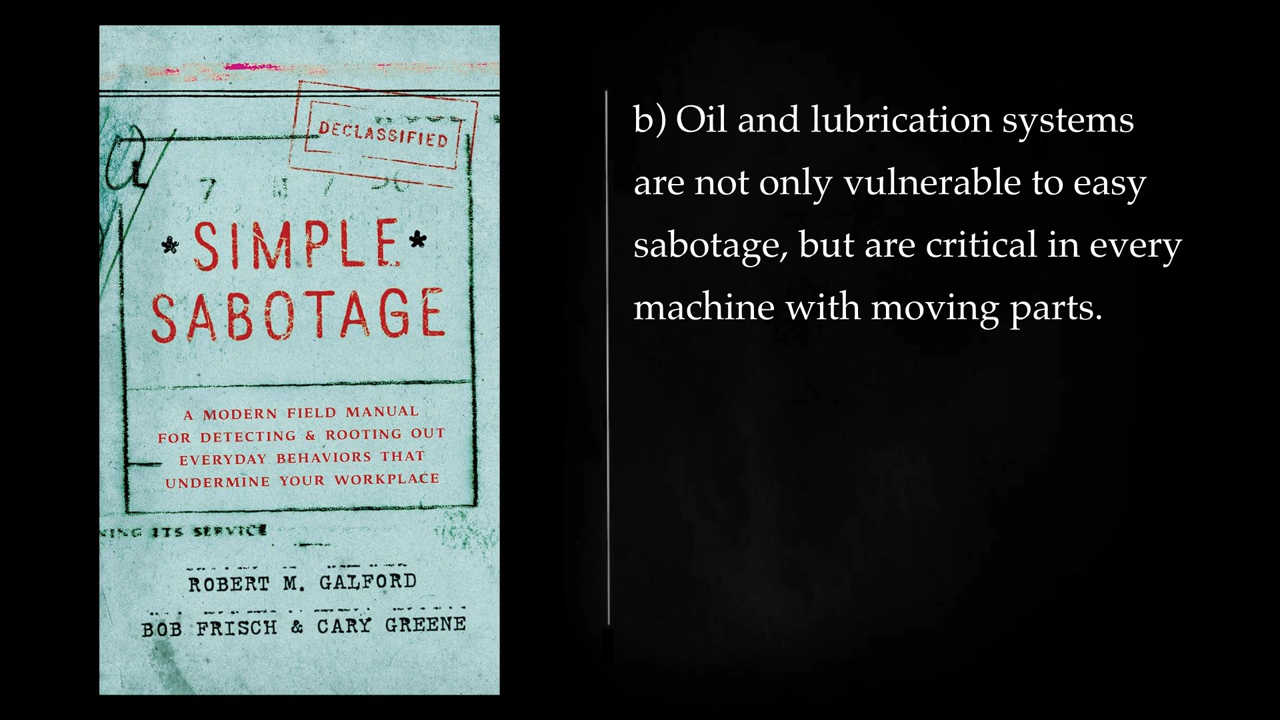 DECLASSIFIED
*SIMPLE*
SABOTAGE
A MODERN FIELD MANUAL
FOR DETECTING & ROOTING OUT
EVERYDAY BEHAVIORS THAT
UNDERMINE YOUR WORKPLACE
ITS SERVICE
ROBERT M. GALFORD
BOB FRISCH & CARY GREENE
b) Oil and lubrication systems
are not only vulnerable to easy
sabotage, but are critical in every
machine with moving parts.